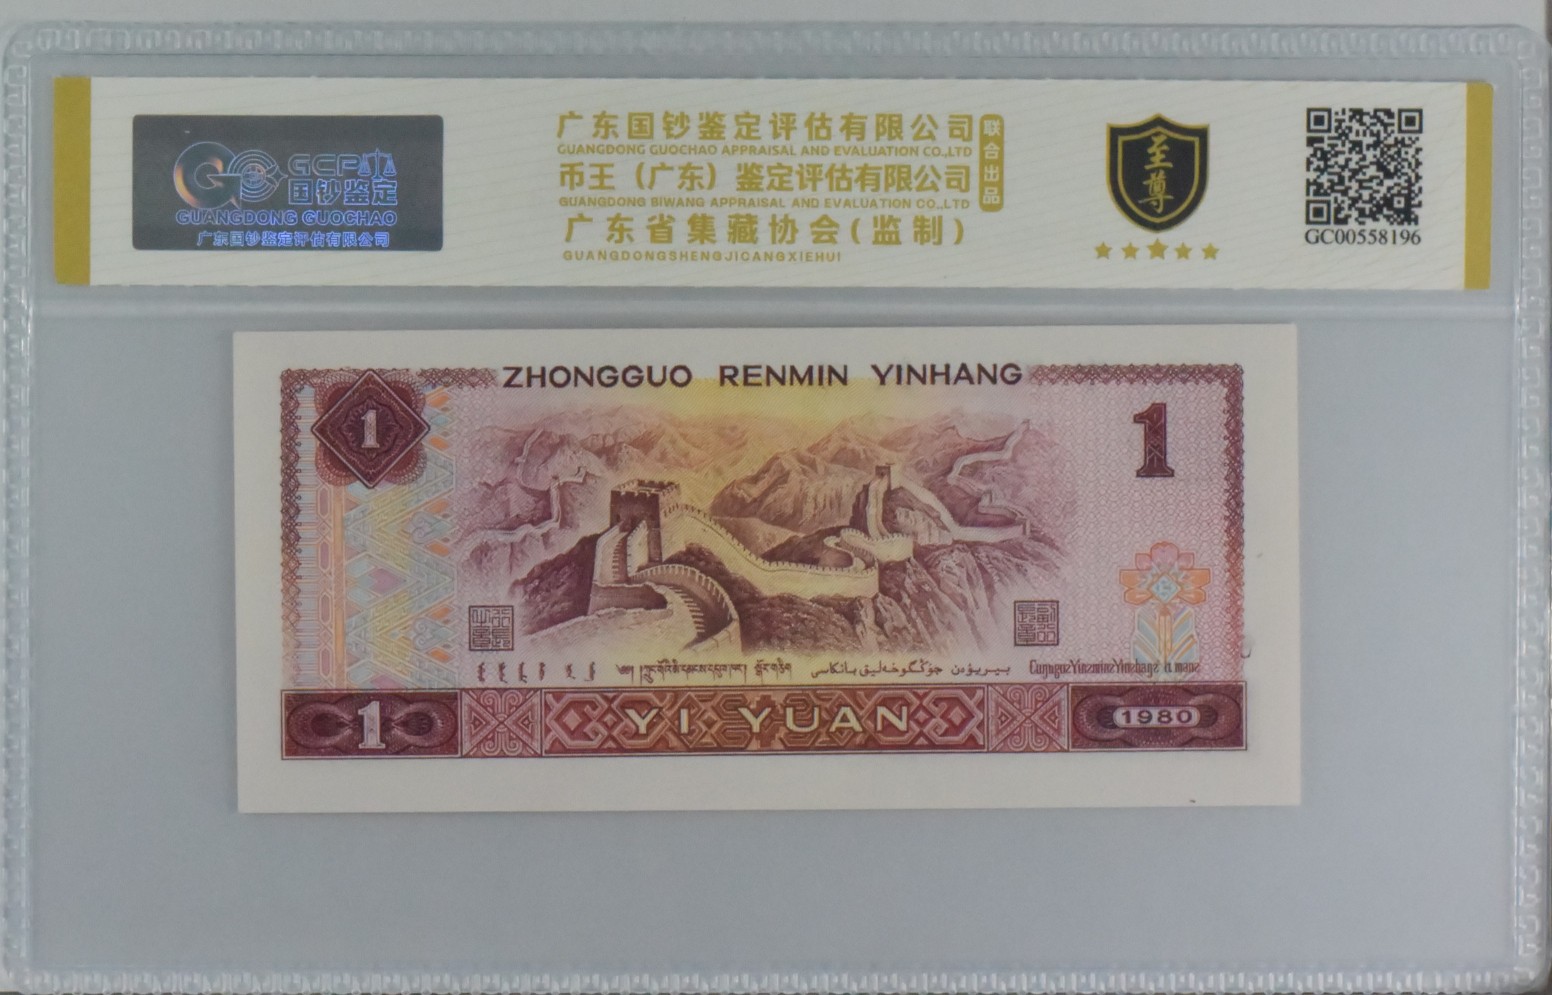 GCP
国钞鉴定
GUANGDONG GUOCHAO
广东国钞鉴定评估有限公司
广东国钞鉴定评估有限公司
GUANGDONG GUOCHAO APPRAISAL AND EVALUATION CO.,LTD
币王（广东）鉴定评估有限公司
GUANGDONG BIWANG APPRAISAL AND EVALUATION CO.,LTD
联合出品
广东省集藏协会(监制)
GUANGDONGSHENGJICANGXIEHUI
至尊
GC00558196
ZHONGGUO RENMIN YINHANG
1
1
1
YI YUAN
1980